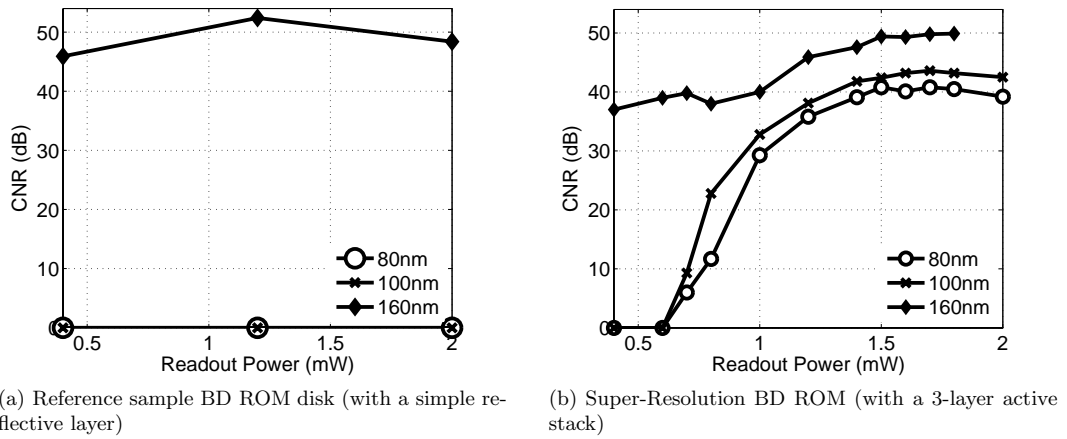 50
40
30
20
10
0
CNR (dB)
0.5 1 1.5 2
Readout Power (mW)
80nm
100nm
160nm
(a) Reference sample BD ROM disk (with a simple re-
flective layer)
50
40
30
20
10
0
CNR (dB)
0.5 1 1.5 2
Readout Power (mW)
80nm
100nm
160nm
(b) Super-Resolution BD ROM (with a 3-layer active
stack)